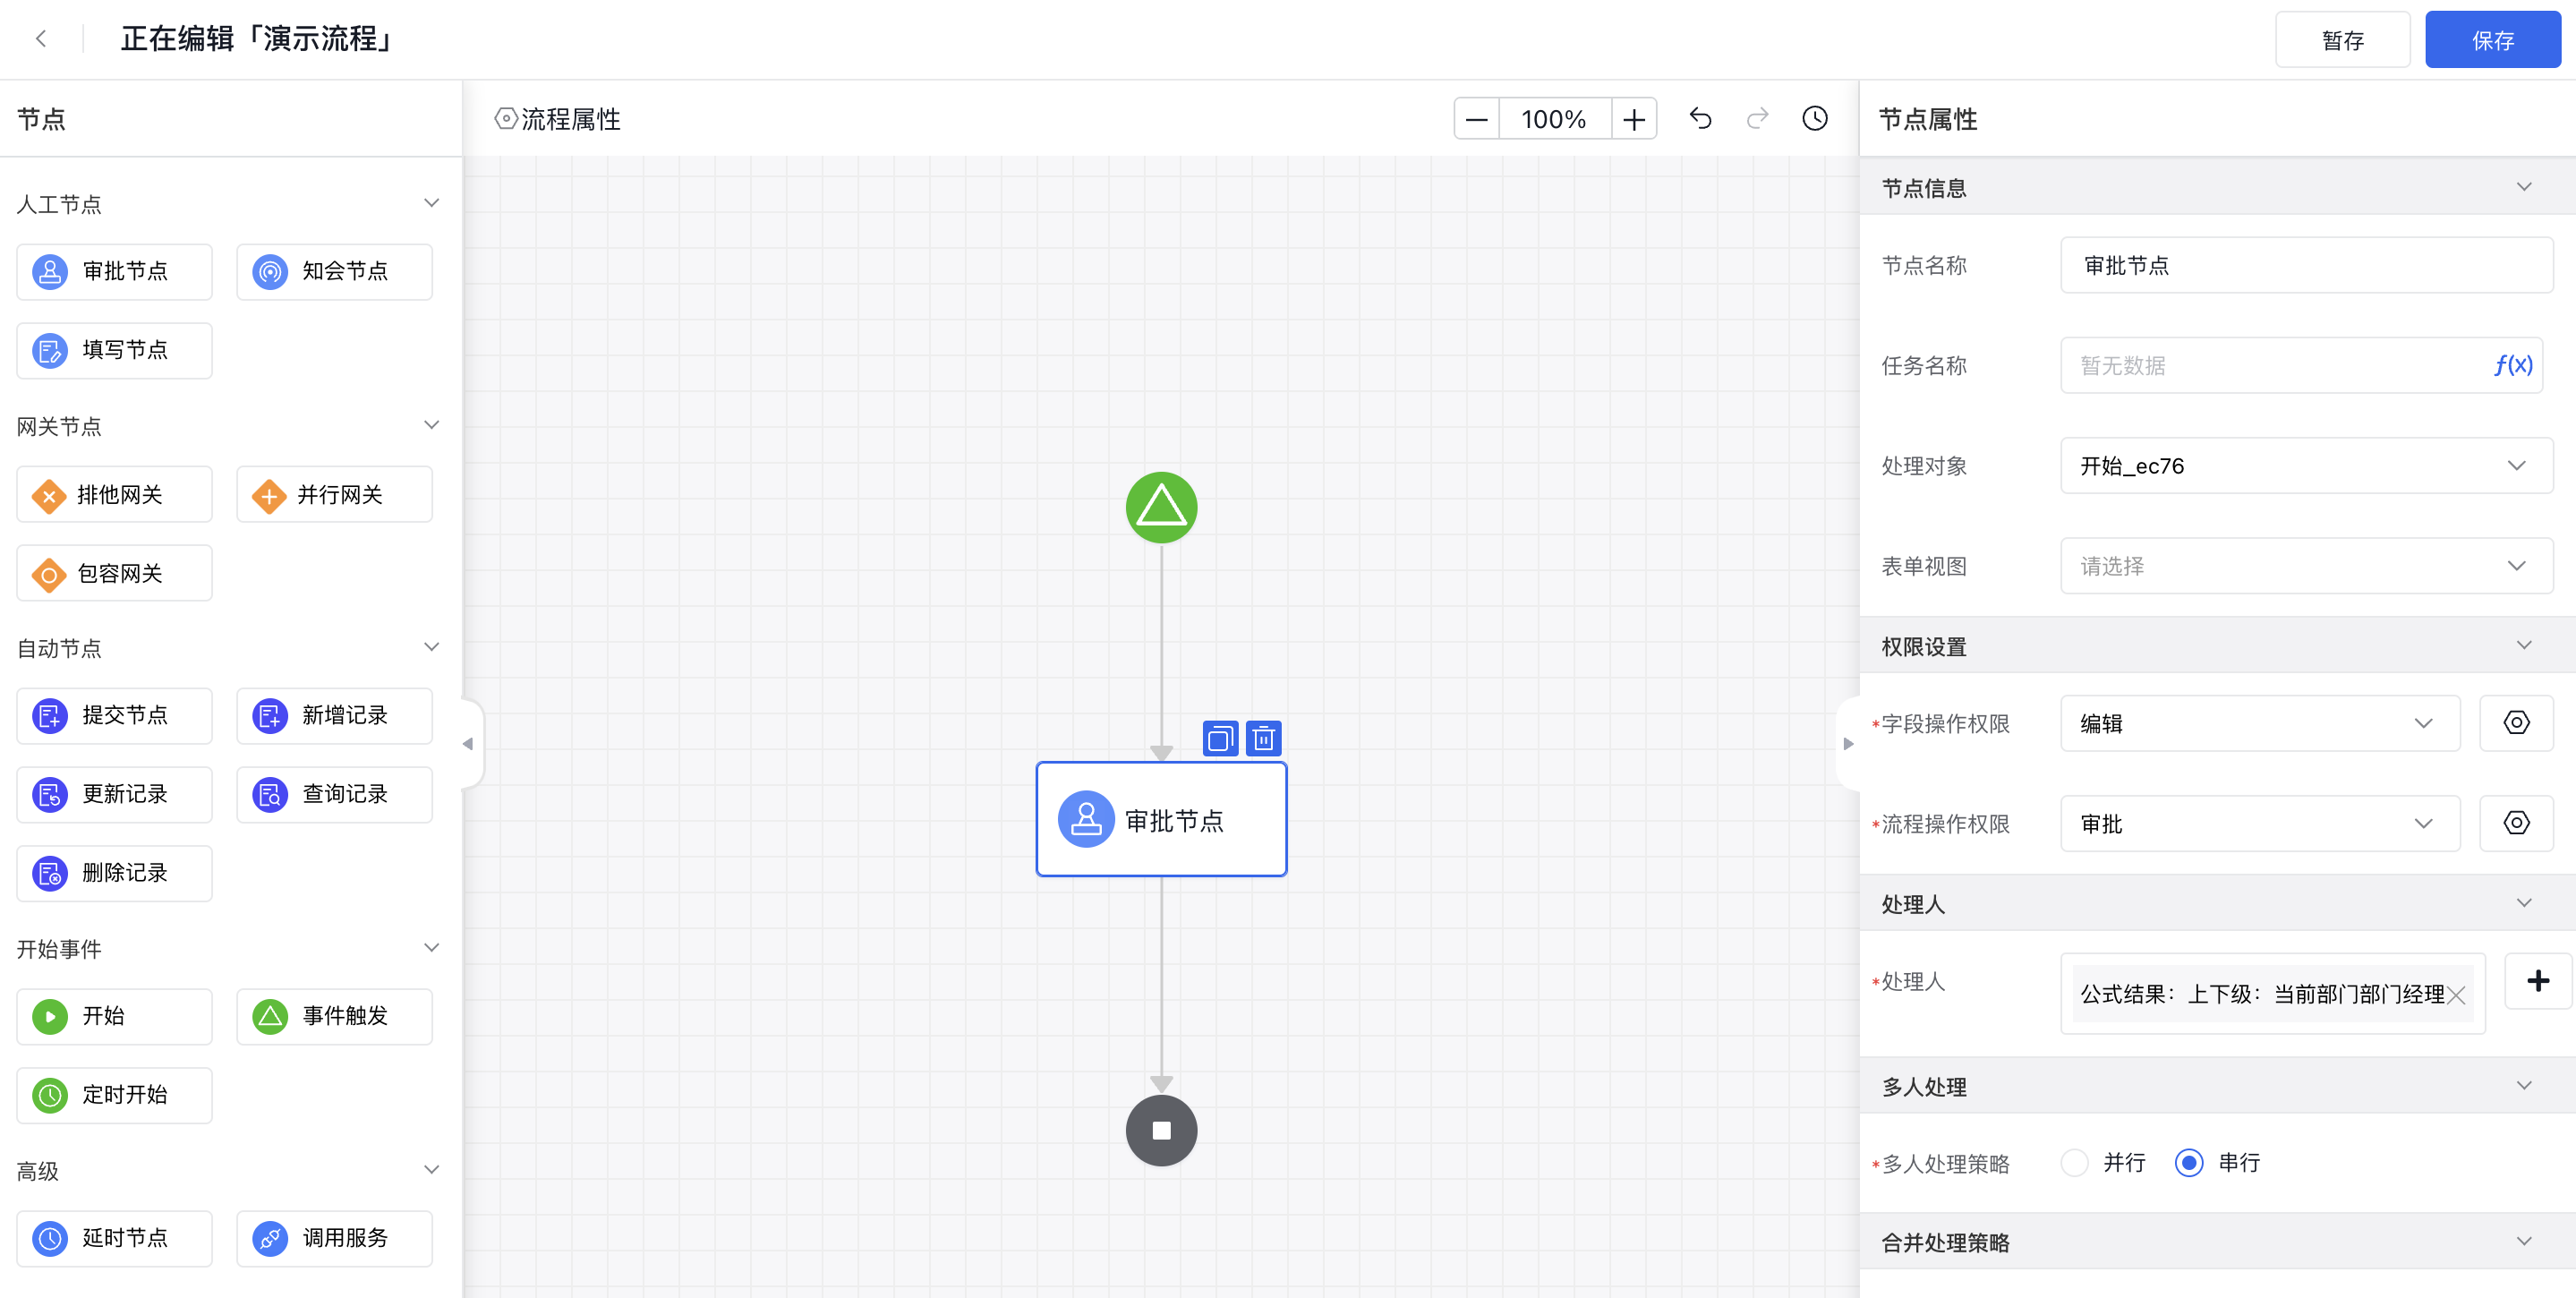 正在编辑「演示流程」
暂存
保存
节点
人工节点
审批节点
知会节点
填写节点
网关节点
排他网关
并行网关
包容网关
自动节点
提交节点
新增记录
更新记录
查询记录
删除记录
开始事件
开始
事件触发
定时开始
高级
延时节点
调用服务
流程属性
100%
审批节点
节点属性
节点信息
节点名称
审批节点
任务名称
暂无数据
f(x)
处理对象
开始_ec76
表单视图
请选择
权限设置
*字段操作权限
编辑
*流程操作权限
审批
处理人
*处理人
公式结果：上下级：当前部门部门经理
多人处理
*多人处理策略
并行
串行
合并处理策略